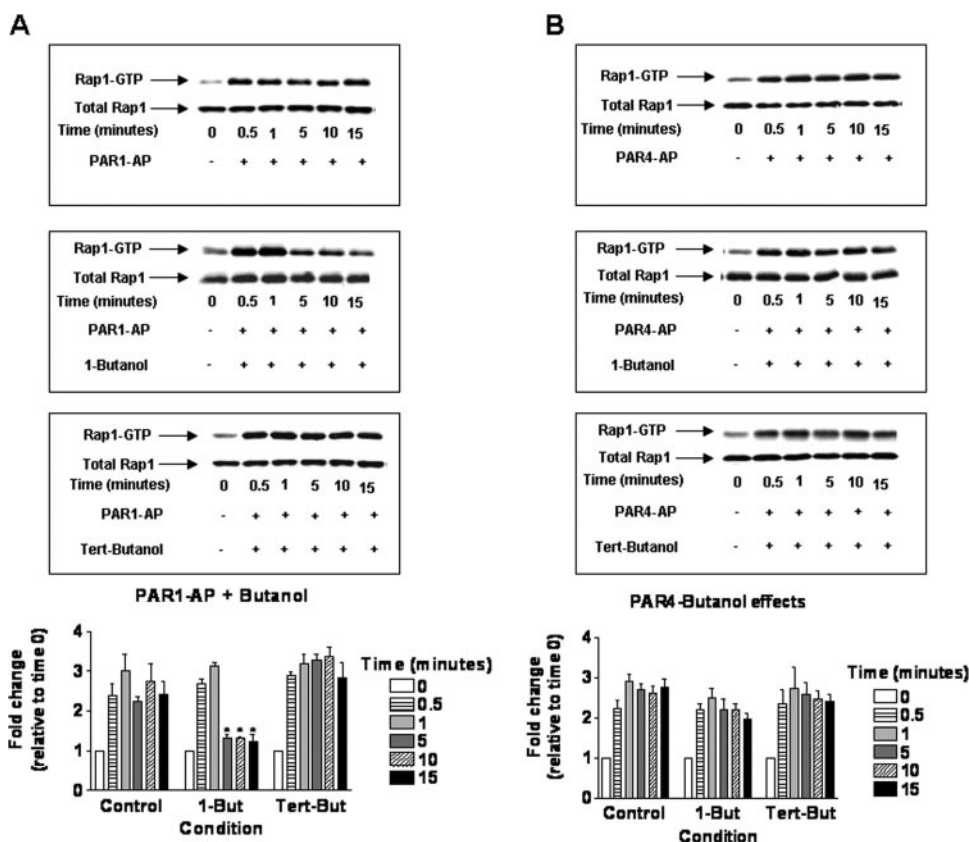 A
Rap1-GTP
Total Rap1
Time (minutes) 0 0.5 1 5 10 15
PAR1-AP - + + + + +
Rap1-GTP
Total Rap1
Time (minutes) 0 0.5 1 5 10 15
PAR1-AP - + + + + +
1-Butanol - + + + + +
Rap1-GTP
Total Rap1
Time (minutes) 0 0.5 1 5 10 15
PAR1-AP - + + + + +
Tert-Butanol - + + + + +
PAR1-AP + Butanol
Fold change
(relative to time 0)
4
3
2
1
0
* * *
Control 1-But Tert-But
Condition
Time (minutes)
0
0.5
1
5
10
15
B
Rap1-GTP
Total Rap1
Time (minutes) 0 0.5 1 5 10 15
PAR4-AP - + + + + +
Rap1-GTP
Total Rap1
Time (minutes) 0 0.5 1 5 10 15
PAR4-AP - + + + + +
1-Butanol - + + + + +
Rap1-GTP
Total Rap1
Time (minutes) 0 0.5 1 5 10 15
PAR4-AP - + + + + +
Tert-Butanol - + + + + +
PAR4-Butanol effects
Fold change
(relative to time 0)
4
3
2
1
0
Control 1-But Tert-But
Condition
Time (minutes)
0
0.5
1
5
10
15